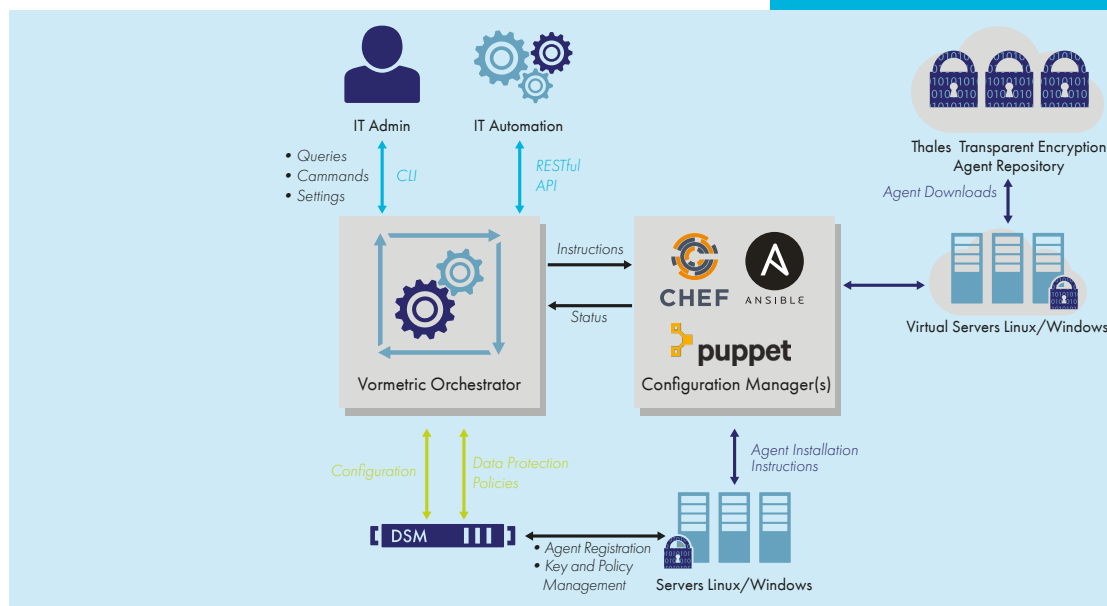 IT Admin
IT Automation
• Queries
• Cammands
• Settings
CLI
RESTful
API
Thales Transparent Encryption
Agent Repository
Agent Downloads
Instructions
Status
CHEF
ANSIBLE
puppet
Vormetric Orchestrator
Configuration Manager(s)
Virtual Servers Linux/Windows
Configuration
Data Protection
Policies
Agent Installation
Instructions
DSM
• Agent Registration
• Key and Policy
Management
Servers Linux/Windows